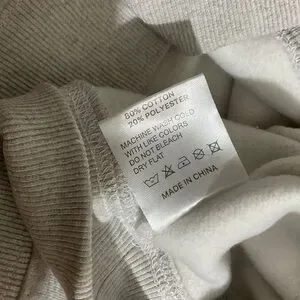 80% COTTON
20% POLYESTER
MACHINE WASH COLD
WITH LIKE COLORS
DO NOT BLEACH
DRY FLAT
MADE IN CHINA